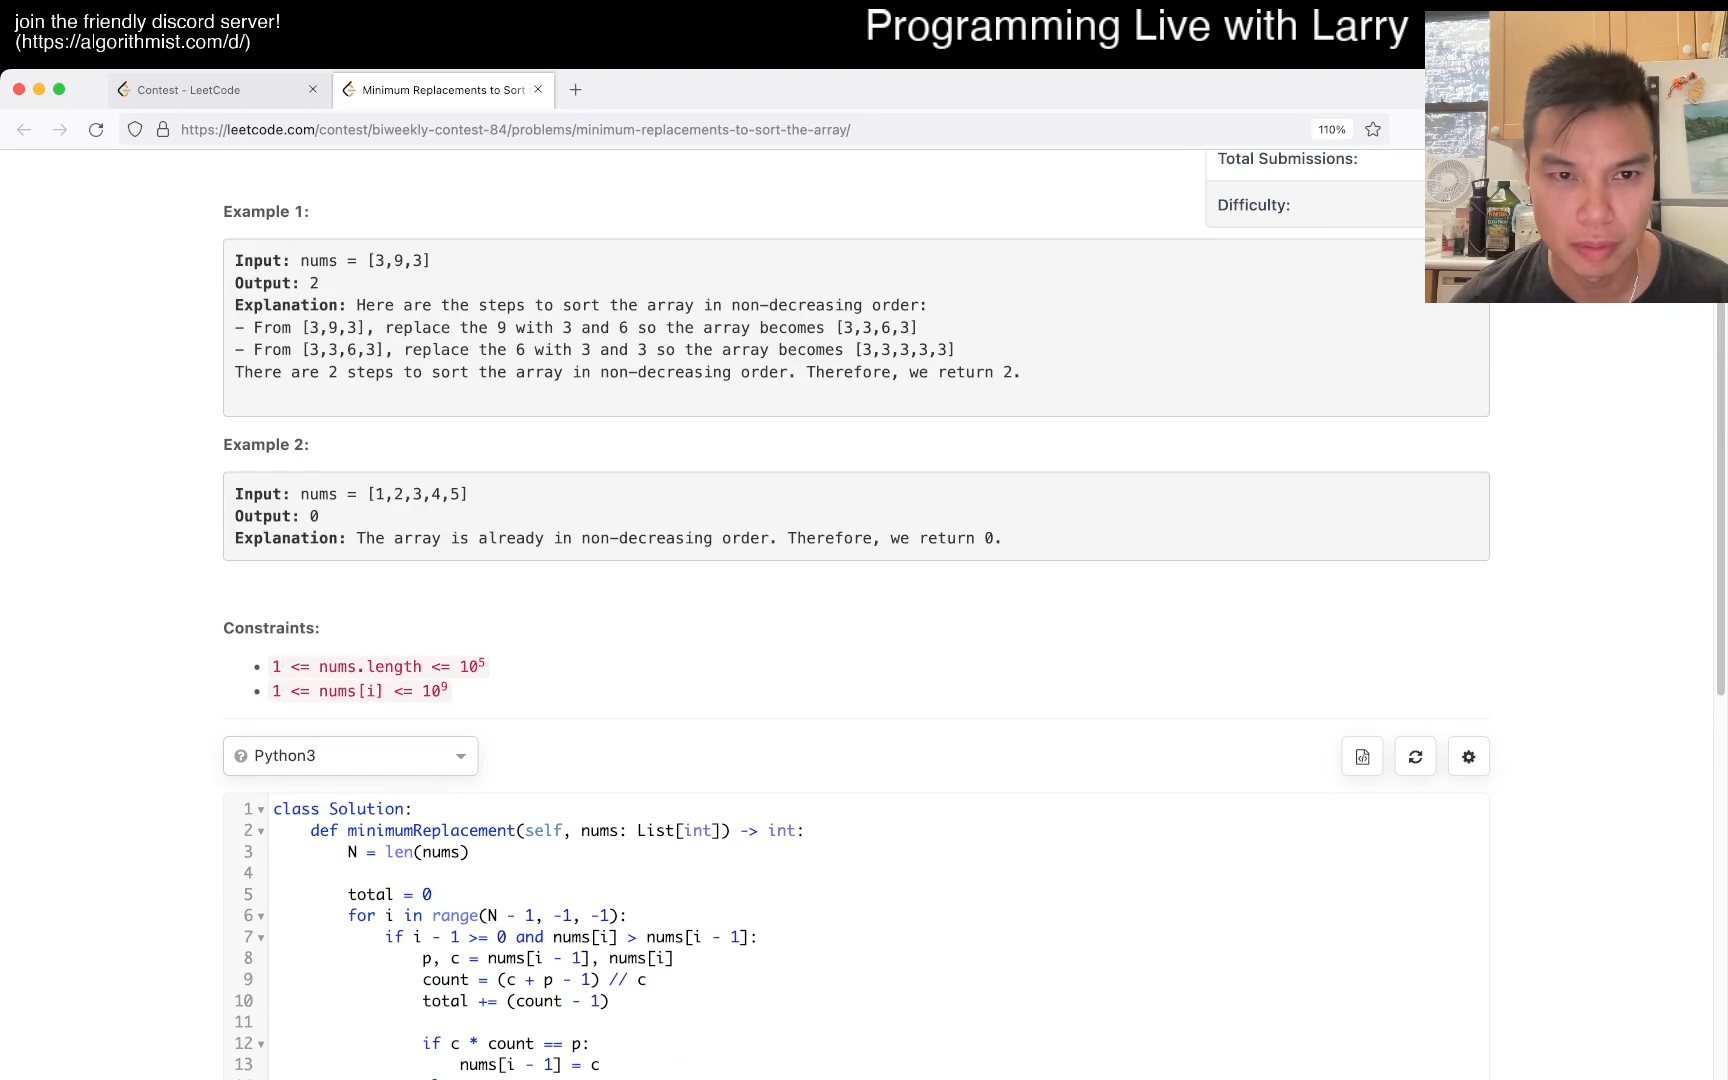 join the friendly discord server!
(https://algorithmist.com/d/)
Programming Live with Larry
Contest - LeetCode
Minimum Replacements to Sort
https://leetcode.com/contest/biweekly-contest-84/problems/minimum-replacements-to-sort-the-array/
110%
Total Submissions:
Difficulty:
Example 1:
Input: nums = [3,9,3]
Output: 2
Explanation: Here are the steps to sort the array in non-decreasing order:
- From [3,9,3], replace the 9 with 3 and 6 so the array becomes [3,3,6,3]
- From [3,3,6,3], replace the 6 with 3 and 3 so the array becomes [3,3,3,3,3]
There are 2 steps to sort the array in non-decreasing order. Therefore, we return 2.
Example 2:
Input: nums = [1,2,3,4,5]
Output: 0
Explanation: The array is already in non-decreasing order. Therefore, we return 0.
Constraints:
• 1 <= nums.length <= 10⁵
• 1 <= nums[i] <= 10⁹
Python3
1 class Solution:
2 def minimumReplacement(self, nums: List[int]) -> int:
3 N = len(nums)
4
5 total = 0
6 for i in range(N - 1, -1, -1):
7 if i - 1 >= 0 and nums[i] > nums[i - 1]:
8 p, c = nums[i - 1], nums[i]
9 count = (c + p - 1) // c
10 total += (count - 1)
11
12 if c * count == p:
13 nums[i - 1] = c